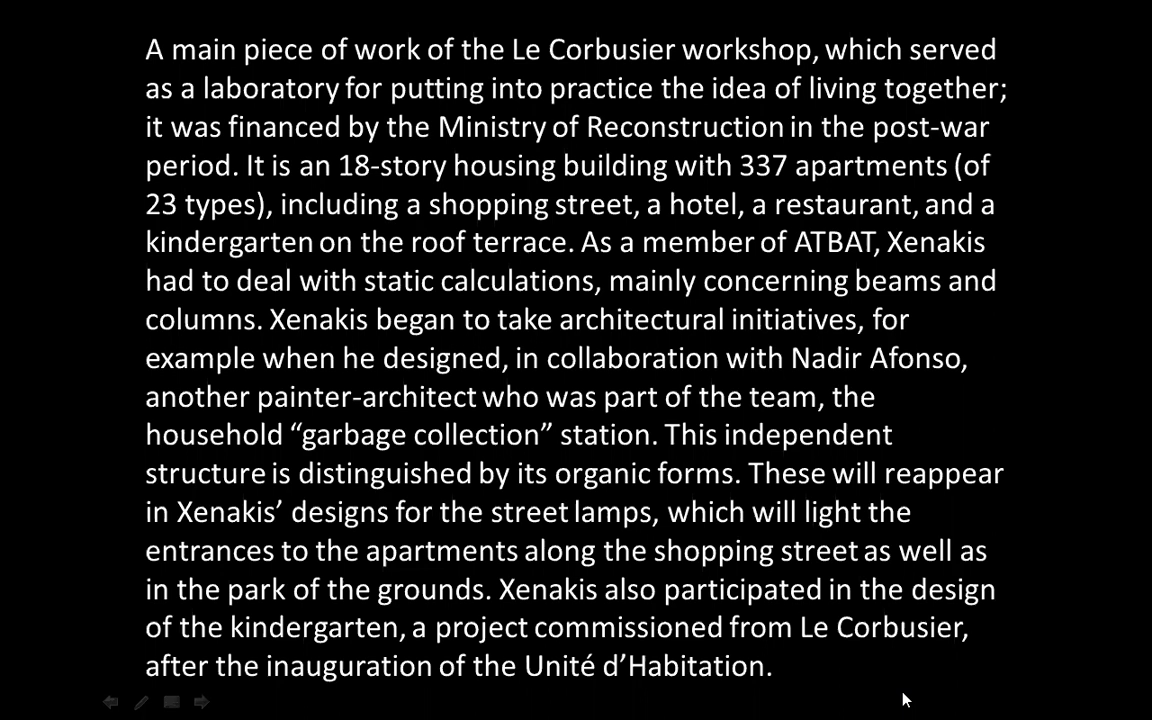 A main piece of work of the Le Corbusier workshop, which served
as a laboratory for putting into practice the idea of living together;
it was financed by the Ministry of Reconstruction in the post-war
period. It is an 18-story housing building with 337 apartments (of
23 types), including a shopping street, a hotel, a restaurant, and a
kindergarten on the roof terrace. As a member of ATBAT, Xenakis
had to deal with static calculations, mainly concerning beams and
columns. Xenakis began to take architectural initiatives, for
example when he designed, in collaboration with Nadir Afonso,
another painter-architect who was part of the team, the
household “garbage collection” station. This independent
structure is distinguished by its organic forms. These will reappear
in Xenakis’ designs for the street lamps, which will light the
entrances to the apartments along the shopping street as well as
in the park of the grounds. Xenakis also participated in the design
of the kindergarten, a project commissioned from Le Corbusier,
after the inauguration of the Unité d’Habitation.